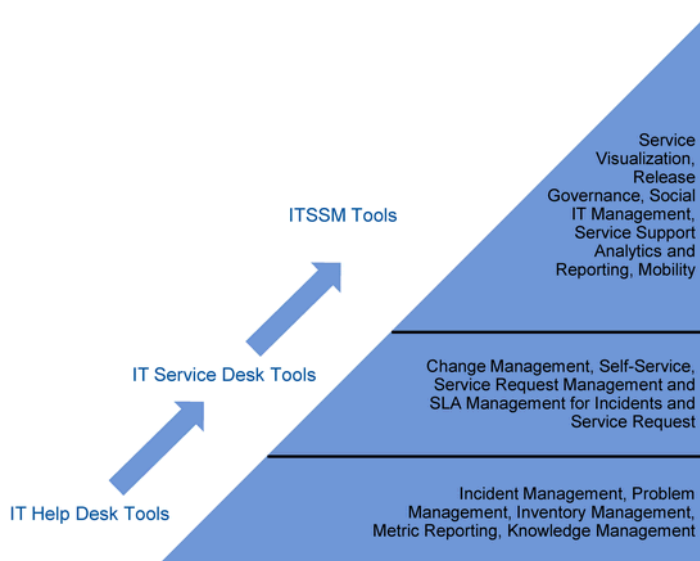 Service
Visualization,
Release
Governance, Social
IT Management,
Service Support
Analytics and
Reporting, Mobility
ITSSM Tools
Change Management, Self-Service,
Service Request Management and
SLA Management for Incidents and
Service Request
IT Service Desk Tools
Incident Management, Problem
Management, Inventory Management,
Metric Reporting, Knowledge Management
IT Help Desk Tools